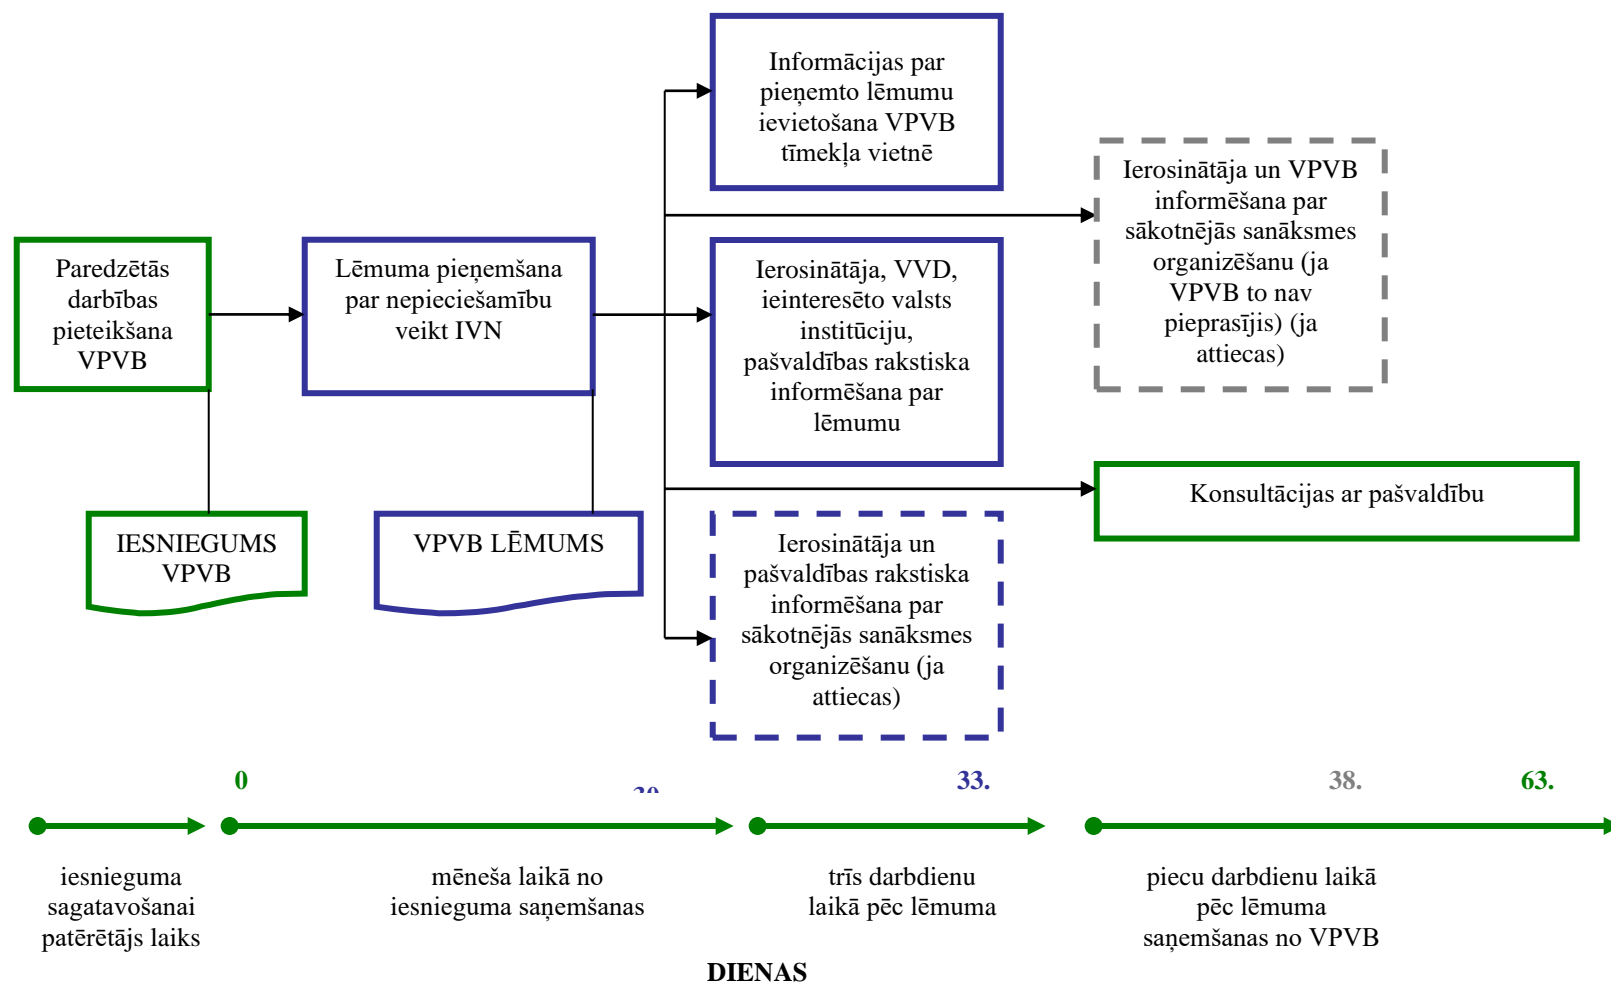 Informācijas par
pieņemto lēmumu
ievietošana VPVB
tīmekļa vietnē
Ierosinātāja un VPVB
informēšana par
sākotnējās sanāksmes
organizēšanu (ja
VPVB to nav
pieprasījis) (ja
attiecas)
Paredzētās
darbības
pieteikšana
VPVB
Lēmuma pieņemšana
par nepieciešamību
veikt IVN
Ierosinātāja, VVD,
ieinteresēto valsts
institūciju,
pašvaldības rakstiska
informēšana par
lēmumu
Konsultācijas ar pašvaldību
IESNIEGUMS
VPVB
VPVB LĒMUMS
Ierosinātāja un
pašvaldības rakstiska
informēšana par
sākotnējās sanāksmes
organizēšanu (ja
attiecas)
0
33.
38.
63.
iesnieguma
sagatavošanai
patērētājs laiks
mēneša laikā no
iesnieguma saņemšanas
trīs darbdienu
laikā pēc lēmuma
piecu darbdienu laikā
pēc lēmuma
saņemšanas no VPVB
DIENAS